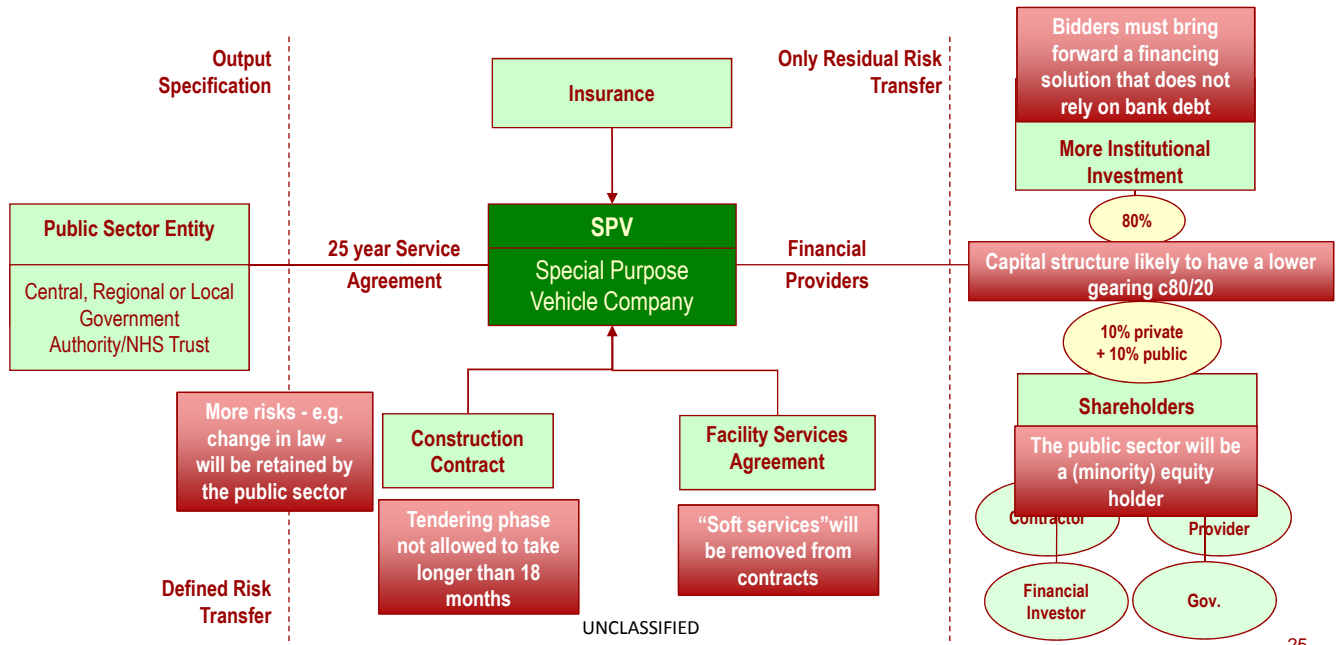 Output
Specification
Insurance
Only Residual Risk
Transfer
Bidders must bring
forward a financing
solution that does not
rely on bank debt
More Institutional
Investment
80%
Public Sector Entity
Central, Regional or Local
Government
Authority/NHS Trust
25 year Service
Agreement
SPV
Special Purpose
Vehicle Company
Financial
Providers
Capital structure likely to have a lower
gearing c80/20
10% private
+ 10% public
Shareholders
The public sector will be
a (minority) equity
holder
Contractor
Provider
Financial
Investor
Gov.
More risks - e.g.
change in law -
will be retained by
the public sector
Construction
Contract
Tendering phase
not allowed to take
longer than 18
months
Facility Services
Agreement
“Soft services”will
be removed from
contracts
Defined Risk
Transfer
UNCLASSIFIED
25